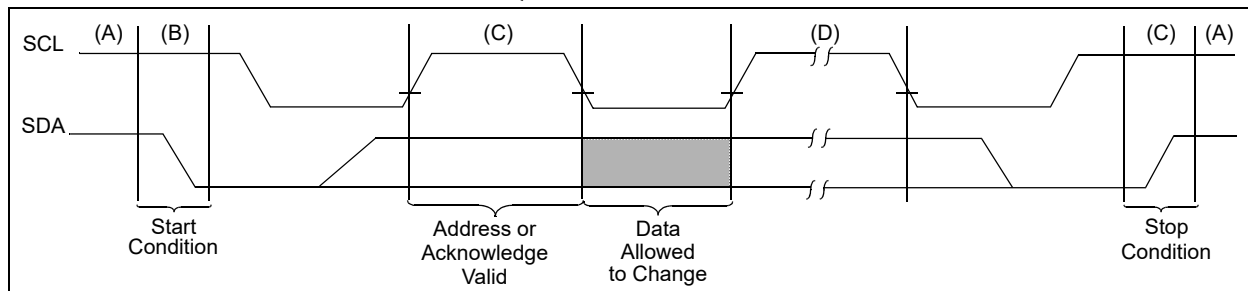 (A) (B) (C) (D) (C) (A)
SCL
SDA
Start
Condition
Address or
Acknowledge
Valid
Data
Allowed
to Change
Stop
Condition